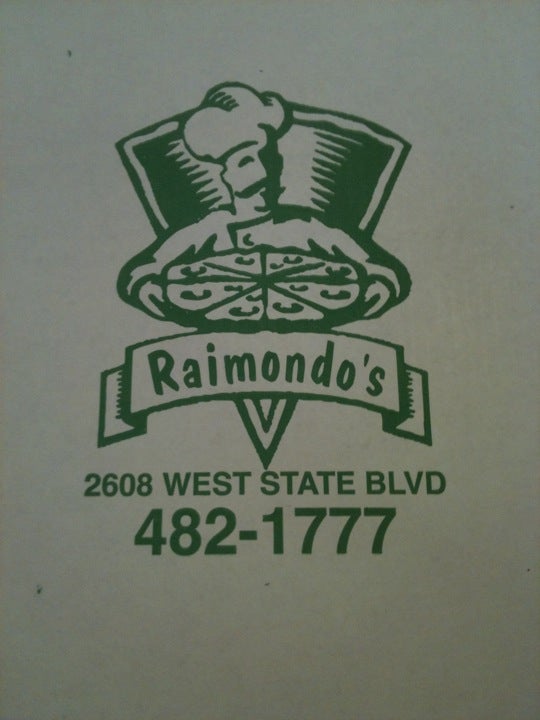 Raimondo's
2608 WEST STATE BLVD
482-1777